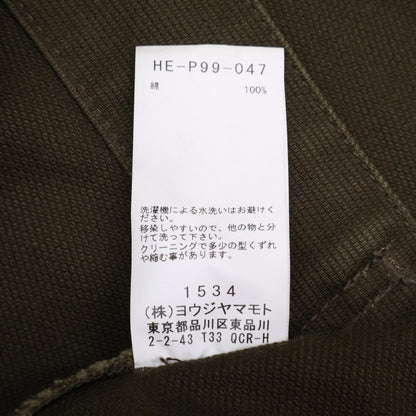 HE-P99-047
綿 100%
洗濯機による水洗いはお避けく
ださい。
移染しやすいので、他の物と分
けて洗って下さい。
クリーニングで多少の型くずれ
や縮む事があります。
1534
(株)ヨウジヤマモト
東京都品川区東品川
2-2-43 T33 QCR-H